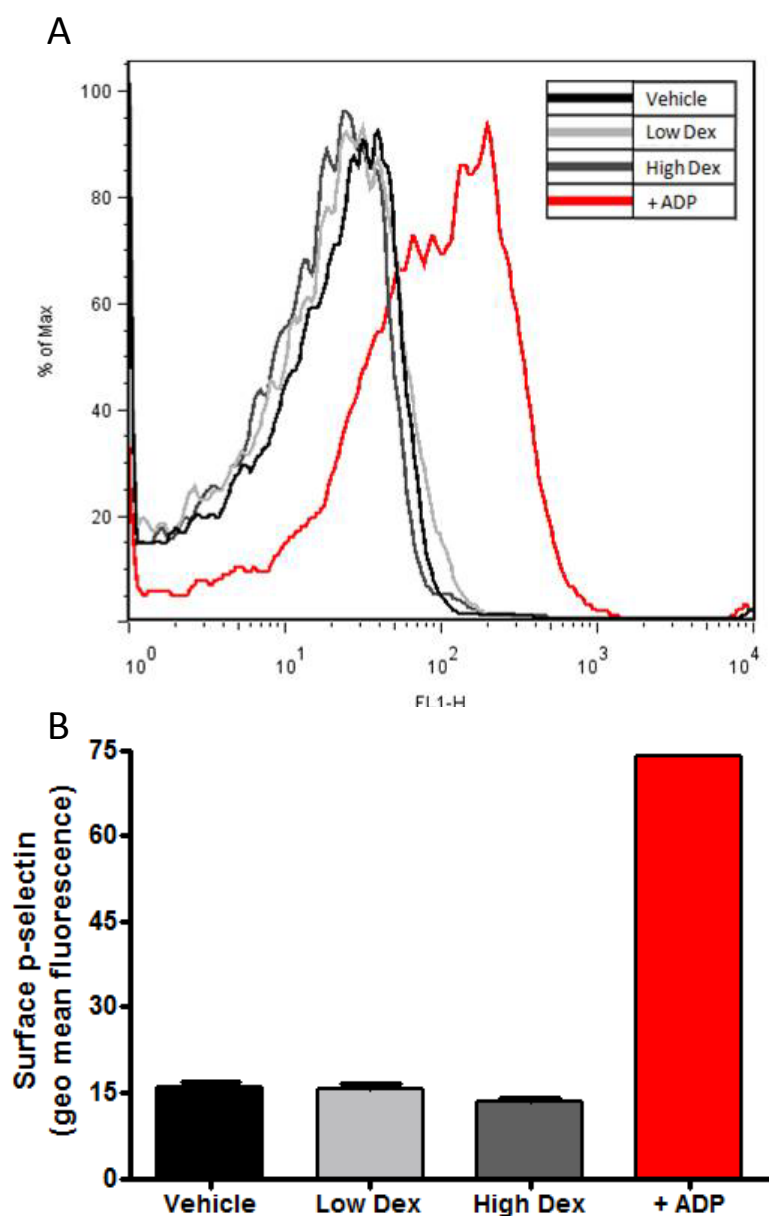 A
100
80
60
40
20
% of Max
Vehicle
Low Dex
High Dex
+ ADP
10^0 10^1 10^2 10^3 10^4
FL1-H
B
Surface p-selectin
(geo mean fluorescence)
75
60
45
30
15
0
Vehicle Low Dex High Dex + ADP